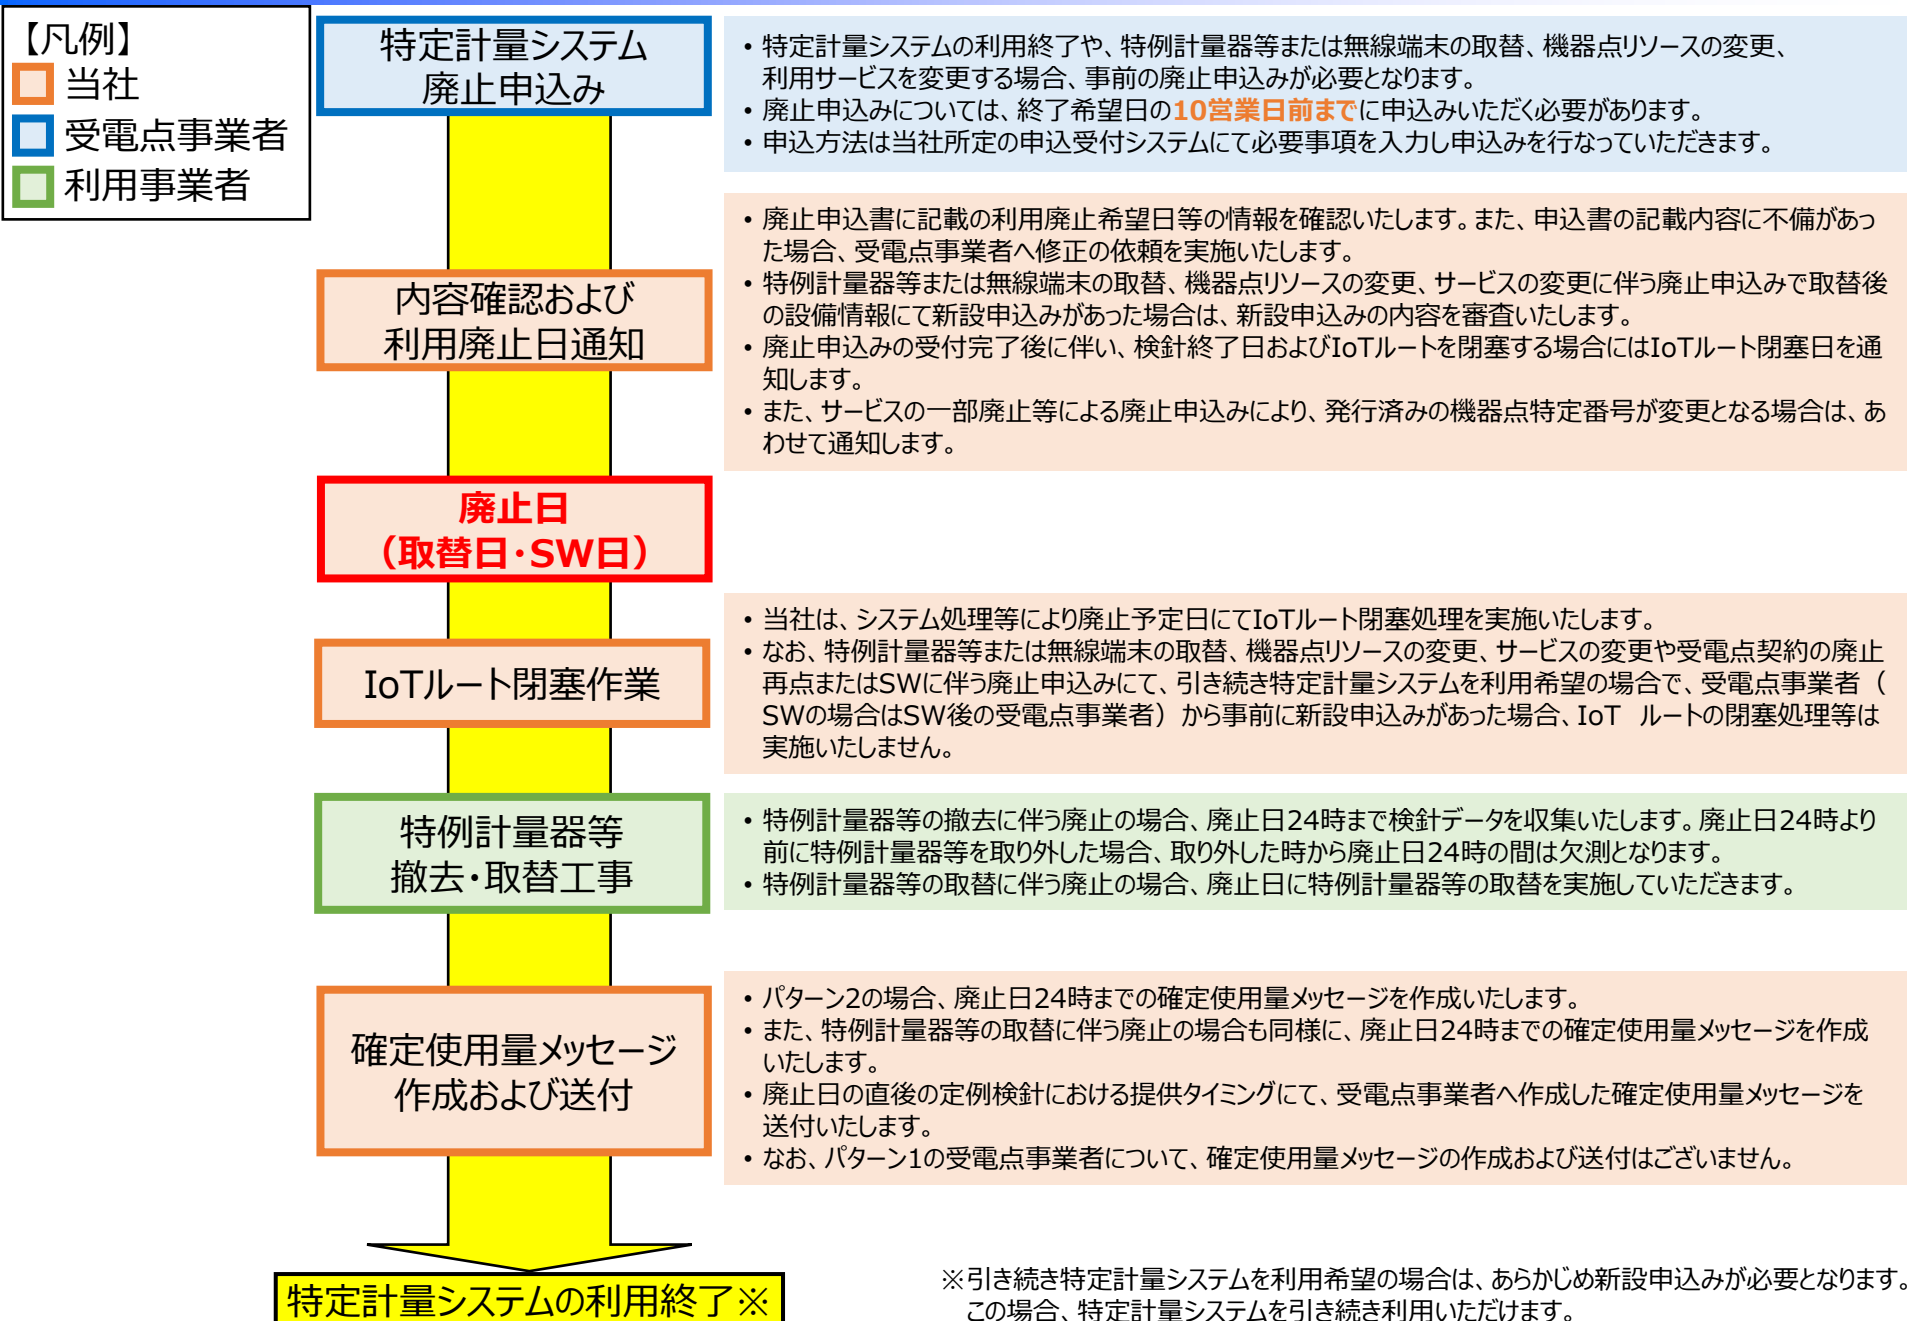 【凡例】
当社
受電点事業者
利用事業者
特定計量システム
廃止申込み
• 特定計量システムの利用終了や、特例計量器等または無線端末の取替、機器点リソースの変更、
利用サービスを変更する場合、事前の廃止申込みが必要となります。
• 廃止申込みについては、終了希望日の10営業日前までに申込みいただく必要があります。
• 申込方法は当社所定の申込受付システムにて必要事項を入力し申込みを行なっていただきます。
内容確認および
利用廃止日通知
• 廃止申込書に記載の利用廃止希望日等の情報を確認いたします。また、申込書の記載内容に不備があっ
た場合、受電点事業者へ修正の依頼を実施いたします。
• 特例計量器等または無線端末の取替、機器点リソースの変更、サービスの変更に伴う廃止申込みで取替後
の設備情報にて新設申込みがあった場合は、新設申込みの内容を審査いたします。
• 廃止申込みの受付完了後に伴い、検針終了日およびIoTルートを閉塞する場合にはIoTルート閉塞日を通
知します。
• また、サービスの一部廃止等による廃止申込みにより、発行済みの機器点特定番号が変更となる場合は、あ
わせて通知します。
廃止日
（取替日・SW日）
IoTルート閉塞作業
• 当社は、システム処理等により廃止予定日にてIoTルート閉塞処理を実施いたします。
• なお、特例計量器等または無線端末の取替、機器点リソースの変更、サービスの変更や受電点契約の廃止
再点またはSWに伴う廃止申込みにて、引き続き特定計量システムを利用希望の場合で、受電点事業者（
SWの場合はSW後の受電点事業者）から事前に新設申込みがあった場合、IoT　ルートの閉塞処理等は
実施いたしません。
特例計量器等
撤去・取替工事
• 特例計量器等の撤去に伴う廃止の場合、廃止日24時まで検針データを収集いたします。廃止日24時より
前に特例計量器等を取り外した場合、取り外した時から廃止日24時の間は欠測となります。
• 特例計量器等の取替に伴う廃止の場合、廃止日に特例計量器等の取替を実施していただきます。
確定使用量メッセージ
作成および送付
• パターン2の場合、廃止日24時までの確定使用量メッセージを作成いたします。
• また、特例計量器等の取替に伴う廃止の場合も同様に、廃止日24時までの確定使用量メッセージを作成
いたします。
• 廃止日の直後の定例検針における提供タイミングにて、受電点事業者へ作成した確定使用量メッセージを
送付いたします。
• なお、パターン1の受電点事業者について、確定使用量メッセージの作成および送付はございません。
特定計量システムの利用終了※
※引き続き特定計量システムを利用希望の場合は、あらかじめ新設申込みが必要となります。
この場合、特定計量システムを引き続き利用いただけます。